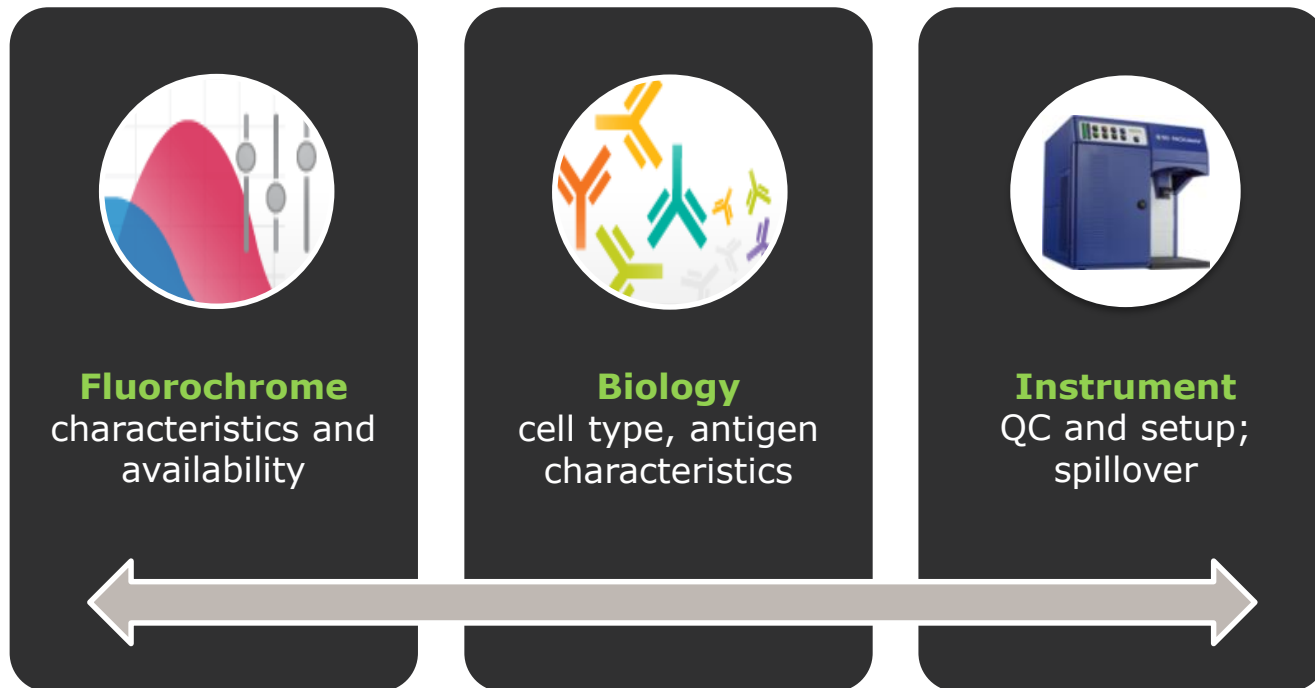 Fluorochrome
characteristics and
availability
Biology
cell type, antigen
characteristics
Instrument
QC and setup;
spillover